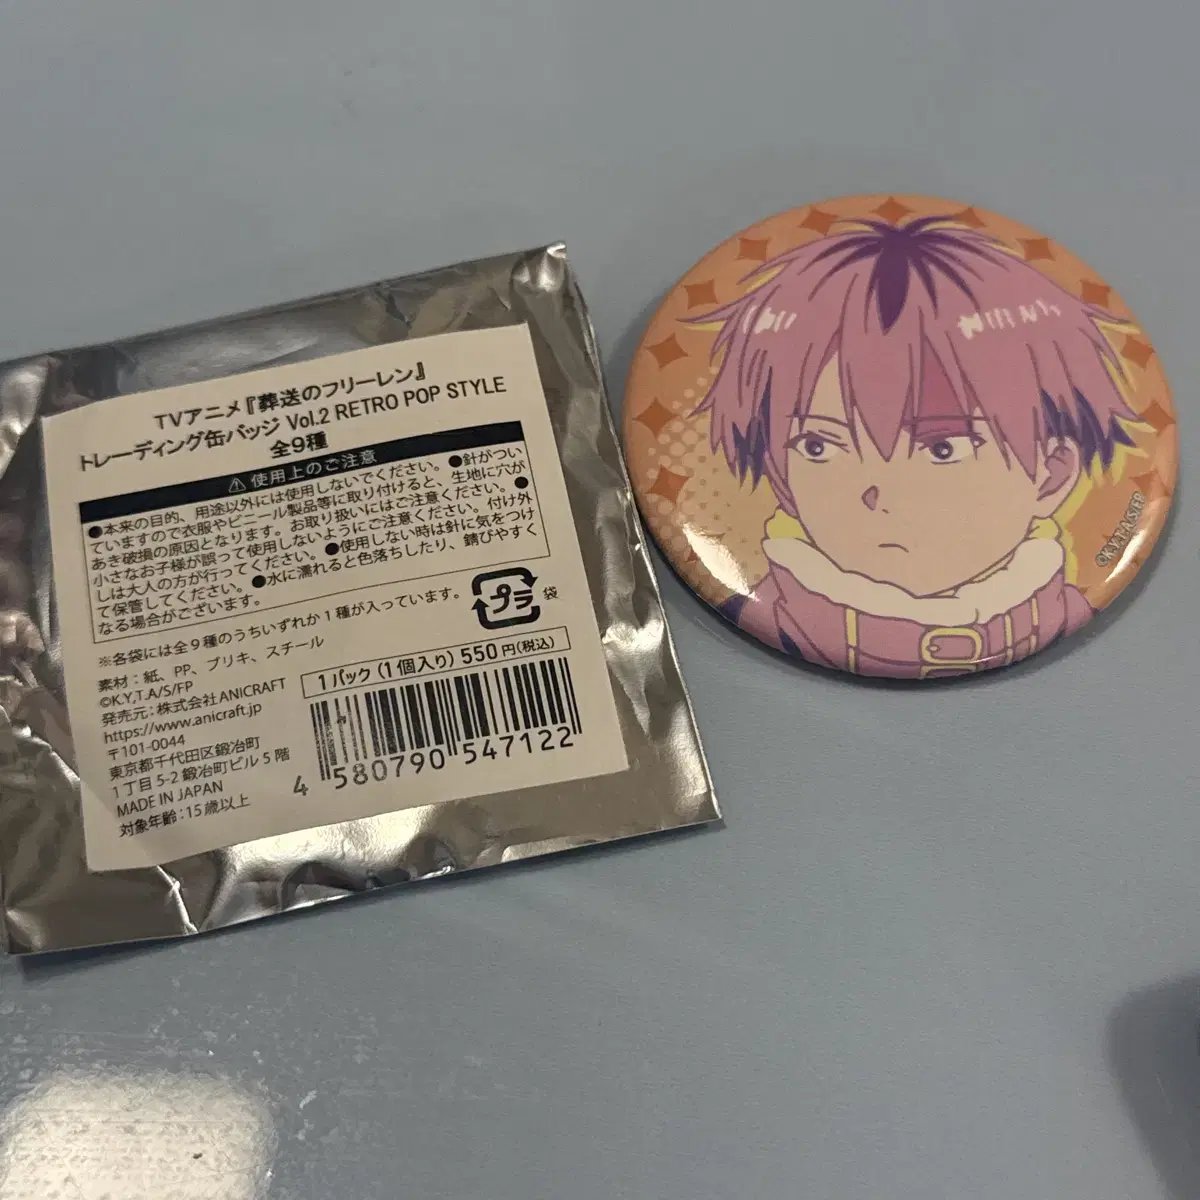 TVアニメ『葬送のフリーレン』
トレーディング缶バッジ Vol.2 RETRO POP STYLE
全9種
⚠ 使用上のご注意
●本来の目的、用途以外には使用しないでください。●針がつい
ていますので衣服やビニール製品等に取り付けると、生地に穴が
あき破損の原因となります。お取り扱いにはご注意ください。●
小さなお子様が誤って使用しないようにご注意ください。付け外
しは大人の方が行ってください。●使用しない時は針に気をつけ
て保管してください。●水に濡れると色落ちしたり、錆びやすく
なる場合がございます。
※各袋には全9種のうちいずれか1種が入っています。
プラ 袋
素材：紙、PP、ブリキ、スチール
©K.Y,T.A/S/FP
発売元：株式会社ANICRAFT
https://www.anicraft.jp
〒101-0044
東京都千代田区鍛冶町
1丁目5-2 鍛冶町ビル5階
MADE IN JAPAN
対象年齢：15歳以上
1パック（1個入り）550円（税込）
4 580790 547122
©K.Y,T.A/S/FP